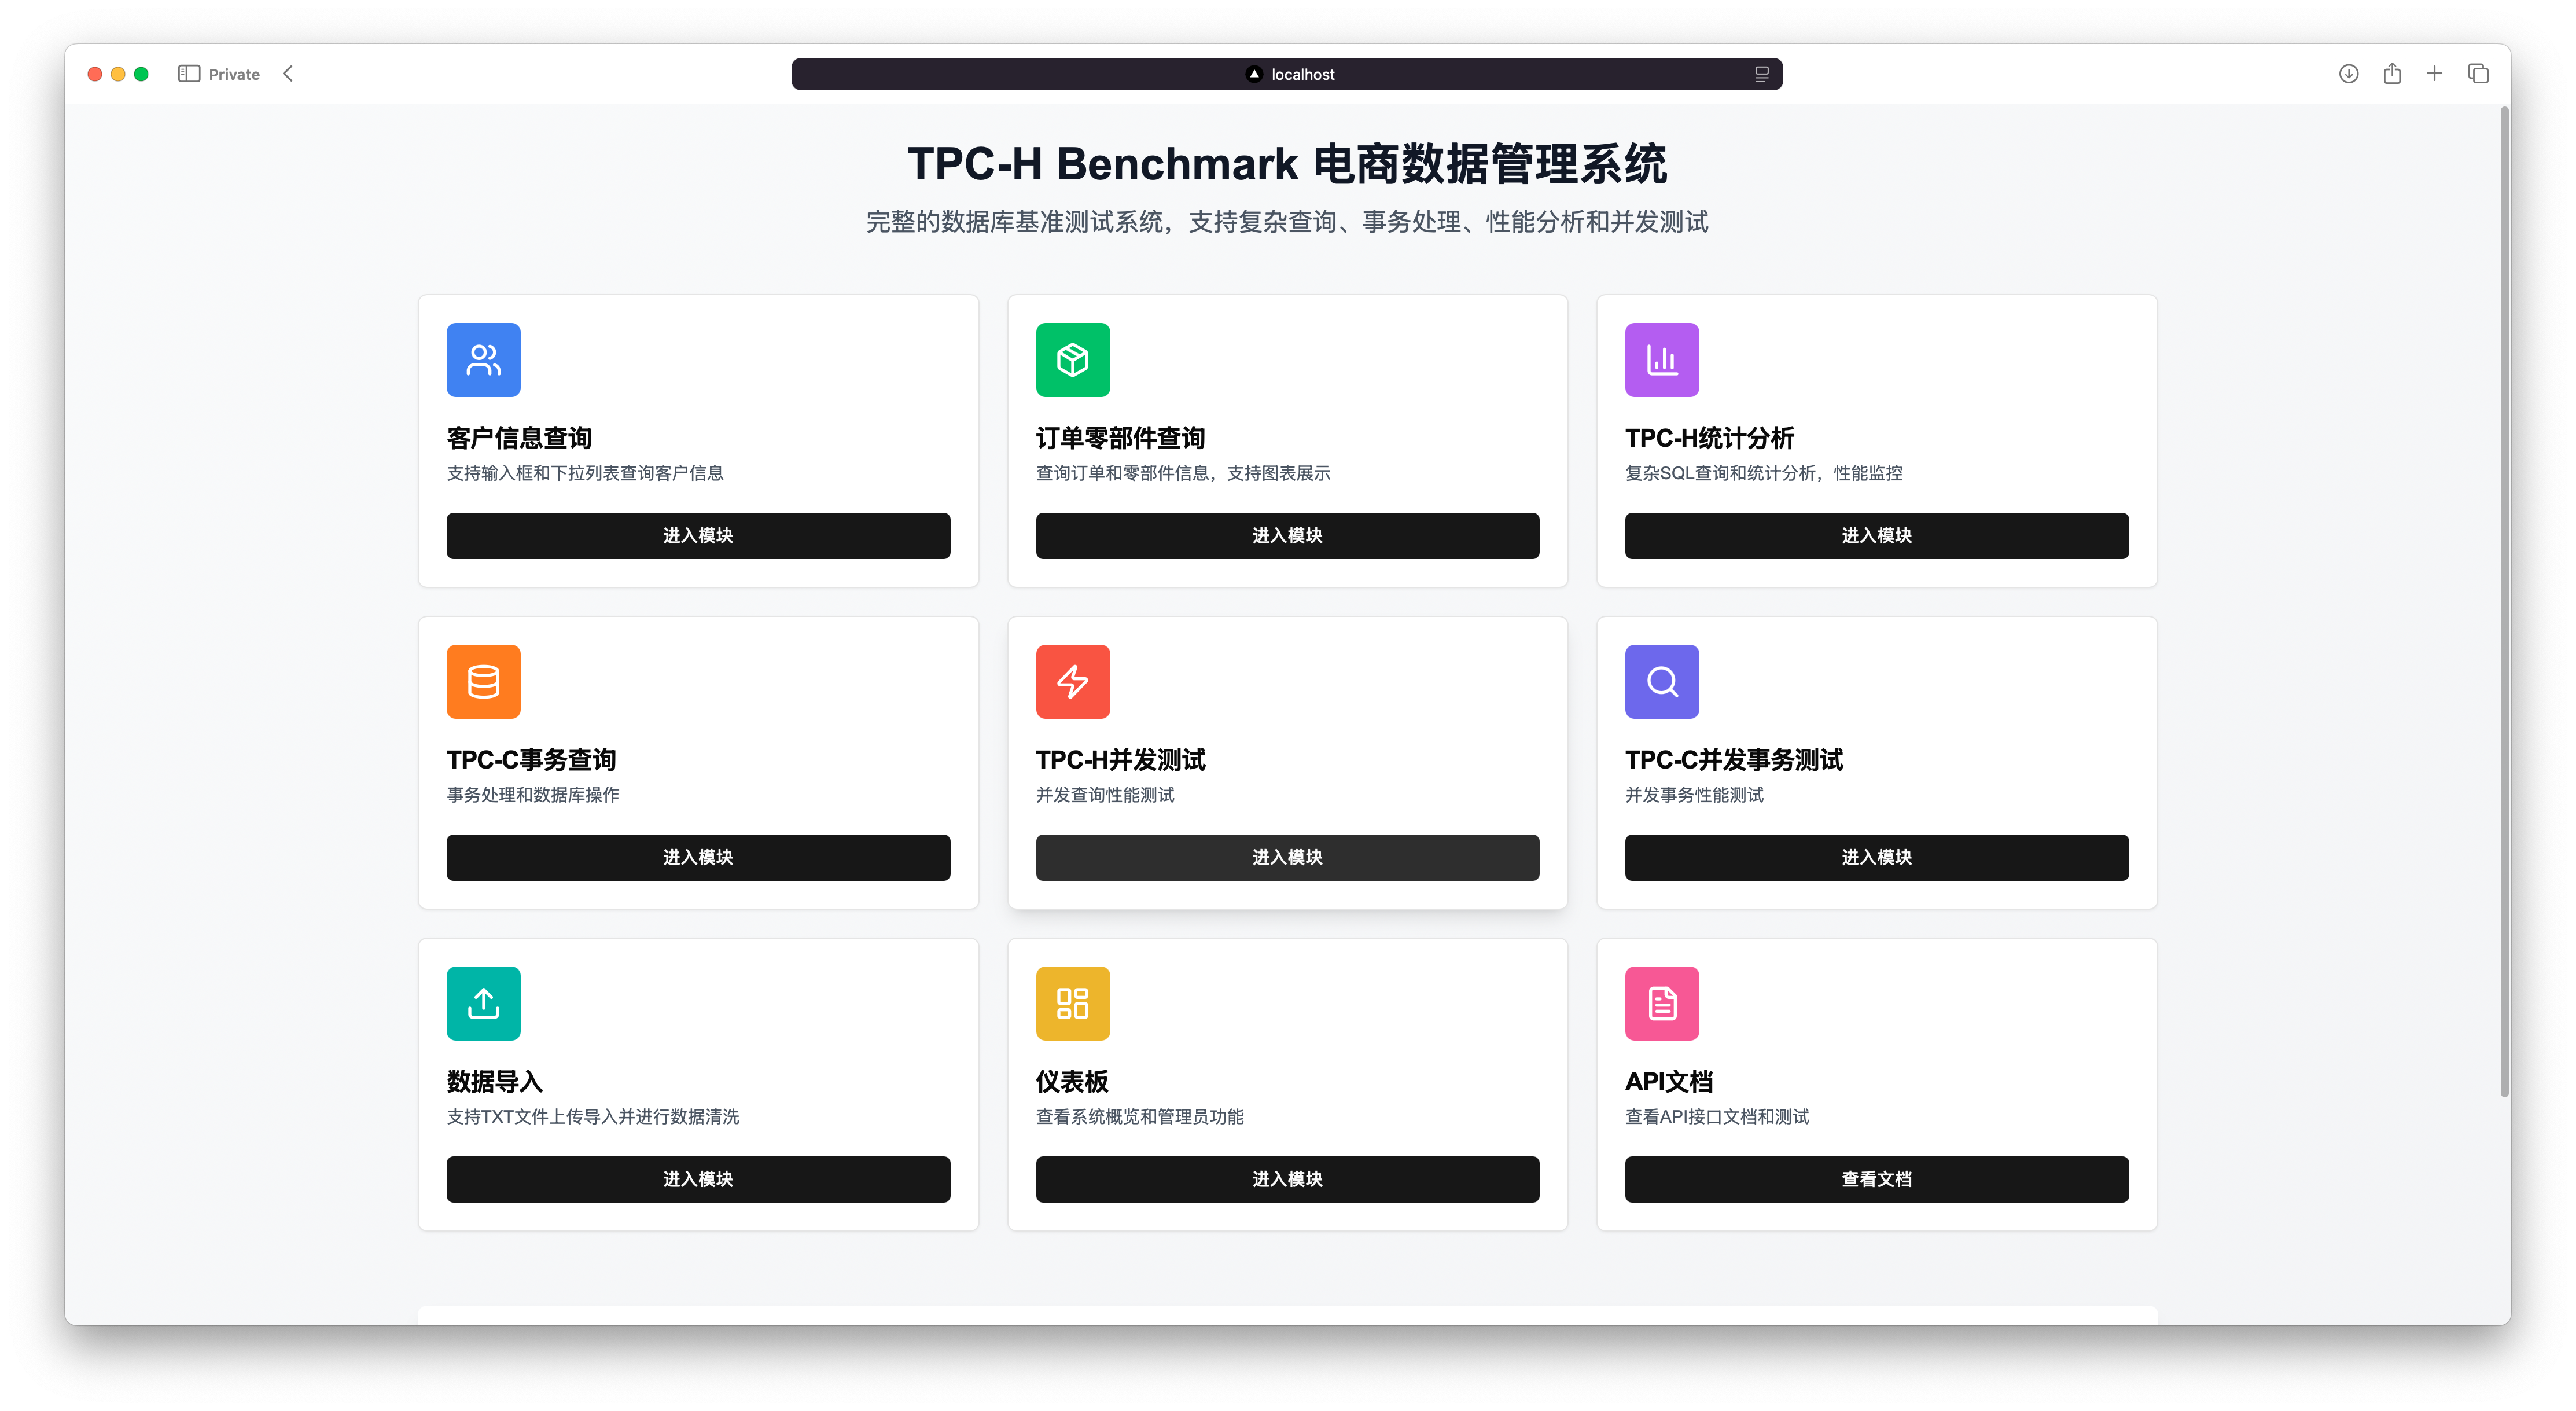 Private
localhost
TPC-H Benchmark 电商数据管理系统
完整的数据库基准测试系统，支持复杂查询、事务处理、性能分析和并发测试
客户信息查询
支持输入框和下拉列表查询客户信息
进入模块
订单零部件查询
查询订单和零部件信息，支持图表展示
进入模块
TPC-H统计分析
复杂SQL查询和统计分析，性能监控
进入模块
TPC-C事务查询
事务处理和数据库操作
进入模块
TPC-H并发测试
并发查询性能测试
进入模块
TPC-C并发事务测试
并发事务性能测试
进入模块
数据导入
支持TXT文件上传导入并进行数据清洗
进入模块
仪表板
查看系统概览和管理员功能
进入模块
API文档
查看API接口文档和测试
查看文档